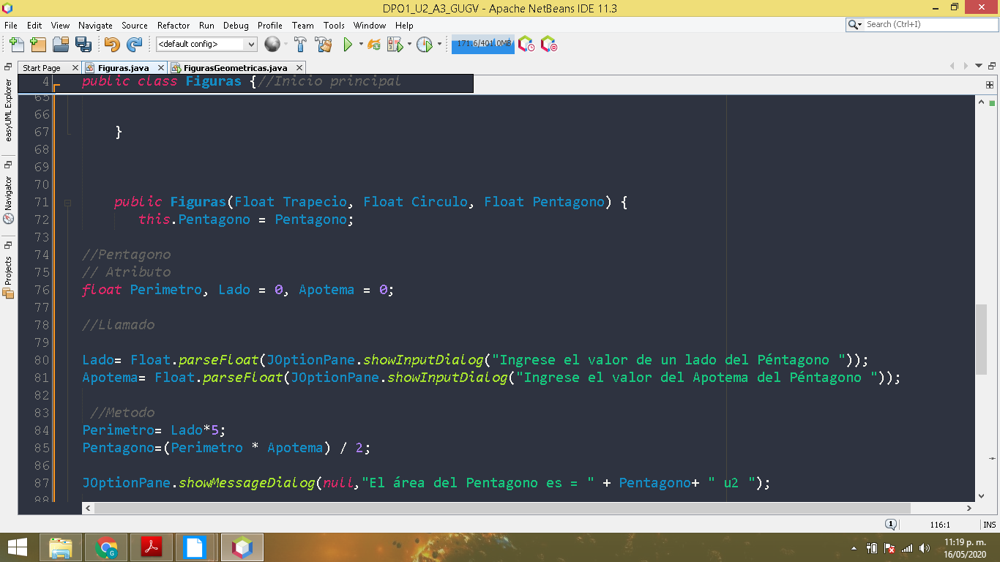 DPO1_U2_A3_GUGV - Apache NetBeans IDE 11.3
File Edit View Navigate Source Refactor Run Debug Profile Team Tools Window Help
Search (Ctrl+I)
<default config>
171.6/401.0MB
Start Page
Figuras.java
FigurasGeometricas.java
easyUML Explorer
Navigator
Projects
4 public class Figuras {//Inicio principal
65
66
67 }
68
69
70
71 public Figuras(Float Trapecio, Float Circulo, Float Pentagono) {
72 this.Pentagono = Pentagono;
73
74 //Pentagono
75 // Atributo
76 float Perimetro, Lado = 0, Apotema = 0;
77
78 //Llamado
79
80 Lado= Float.parseFloat(JOptionPane.showInputDialog("Ingrese el valor de un lado del Péntagono "));
81 Apotema= Float.parseFloat(JOptionPane.showInputDialog("Ingrese el valor del Apotema del Péntagono "));
82
83 //Metodo
84 Perimetro= Lado*5;
85 Pentagono=(Perimetro * Apotema) / 2;
86
87 JOptionPane.showMessageDialog(null,"El área del Pentagono es = " + Pentagono+ " u2 ");
88
1
116:1
INS
11:19 p. m.
16/05/2020